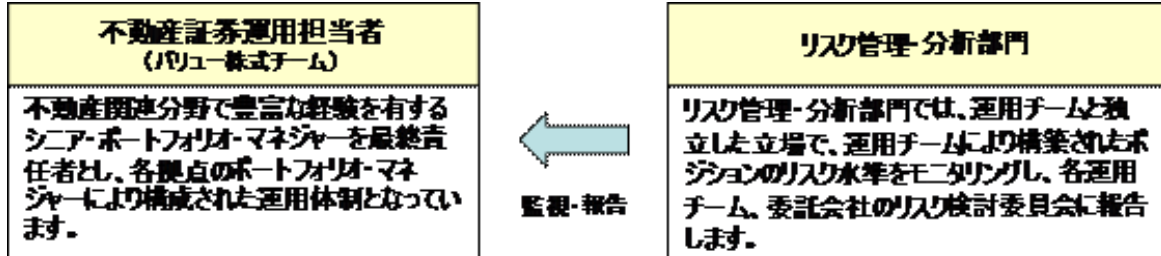 不動産証券運用担当者
（バリュー株式チーム）
不動産関連分野で豊富な経験を有する
シニア・ポートフォリオ・マネジャーを最終責
任者とし、各拠点のポートフォリオ・マネ
ジャーにより構成された運用体制となってい
ます。
監視・報告
リスク管理・分析部門
リスク管理・分析部門では、運用チームと独
立した立場で、運用チームにより構築されたポ
ジションのリスク水準をモニタリングし、各運用
チーム、委託会社のリスク検討委員会に報告
します。